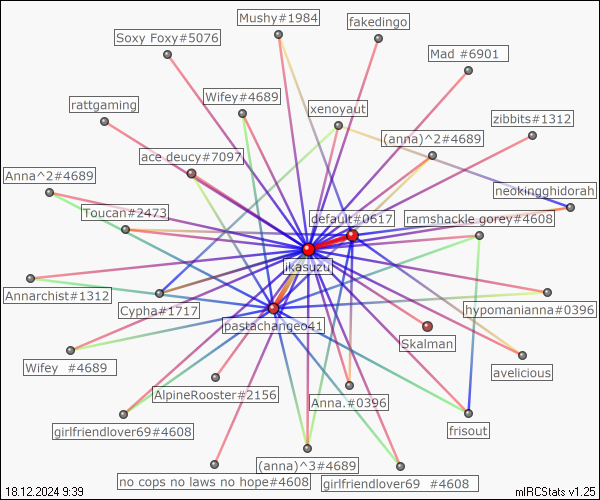 Mushy#1984
fakedingo
Soxy Foxy#5076
Mad #6901
Wifey#4689
rattgaming
xenoyaut
zibbits#1312
(anna)^2#4689
ace deucy#7097
Anna^2#4689
neokingghidorah
Toucan#2473
default#0617
ramshackle gorey#4608
ikasuzu
Annarchist#1312
Cypha#1717
hypomanianna#0396
pastachangeo41
Skalman
Wifey #4689
avelicious
AlpineRooster#2156
Anna.#0396
girlfriendlover69#4608
frisout
(anna)^3#4689
no cops no laws no hope#4608
girlfriendlover69 #4608
18.12.2024 9:39
mIRCStats v1.25